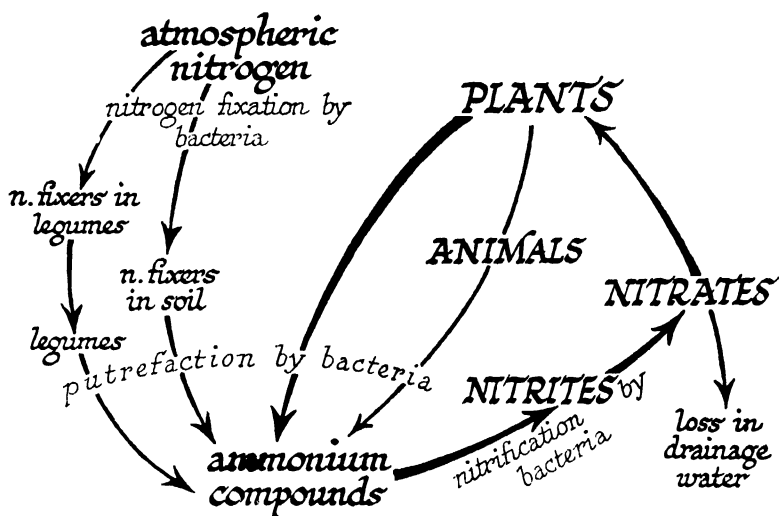 atmospheric
nitrogen
nitrogen fixation by
bacteria
PLANTS
n. fixers in
legumes
ANIMALS
n. fixers
in soil
NITRATES
legumes
putrefaction by bacteria
NITRITES by
nitrification
bacteria
loss in
drainage
water
ammonium
compounds